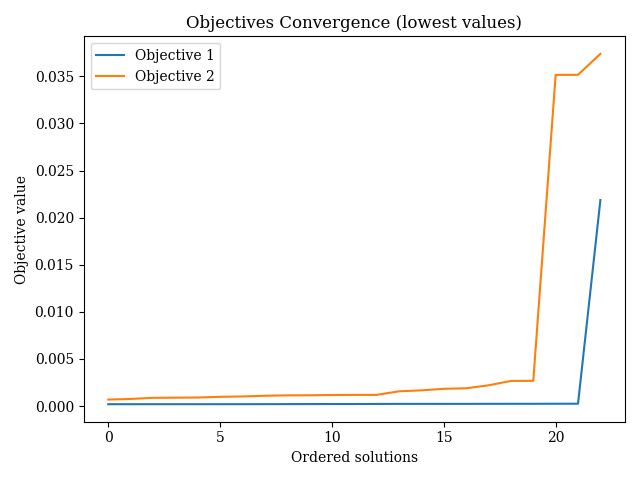 Objectives Convergence (lowest values)
Objective 1
Objective 2
Objective value
0.035
0.030
0.025
0.020
0.015
0.010
0.005
0.000
0 5 10 15 20
Ordered solutions